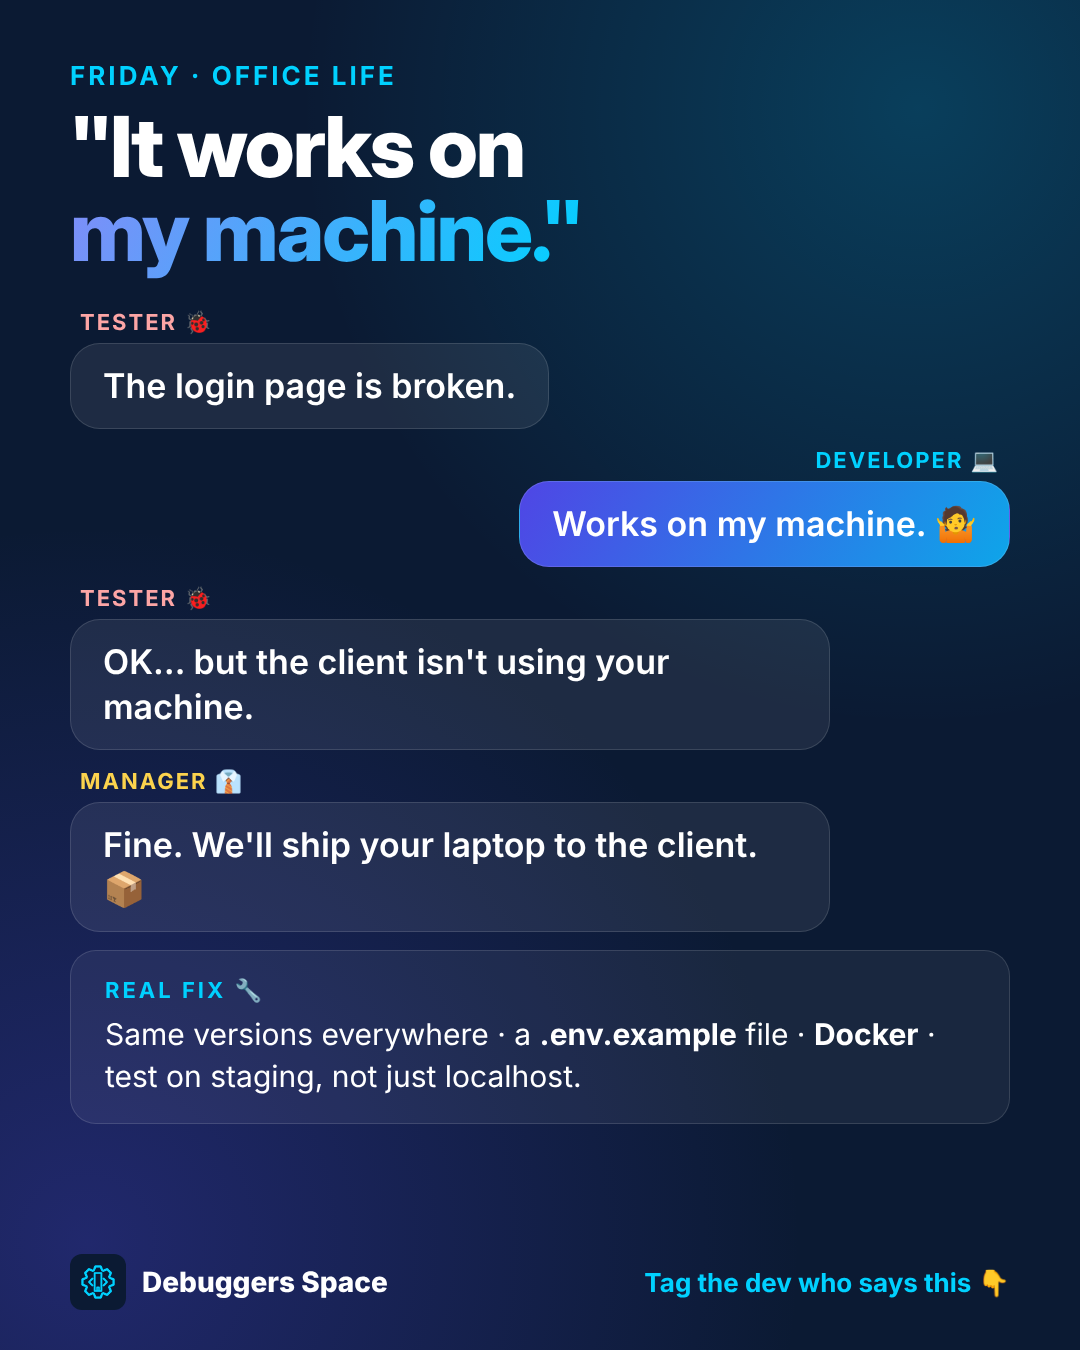 FRIDAY · OFFICE LIFE
"It works on
my machine."
TESTER 🐞
The login page is broken.
DEVELOPER 💻
Works on my machine. 🤷
TESTER 🐞
OK... but the client isn't using your
machine.
MANAGER 👔
Fine. We'll ship your laptop to the client.
📦
REAL FIX 🔧
Same versions everywhere · a .env.example file · Docker ·
test on staging, not just localhost.
Debuggers Space
Tag the dev who says this 👇